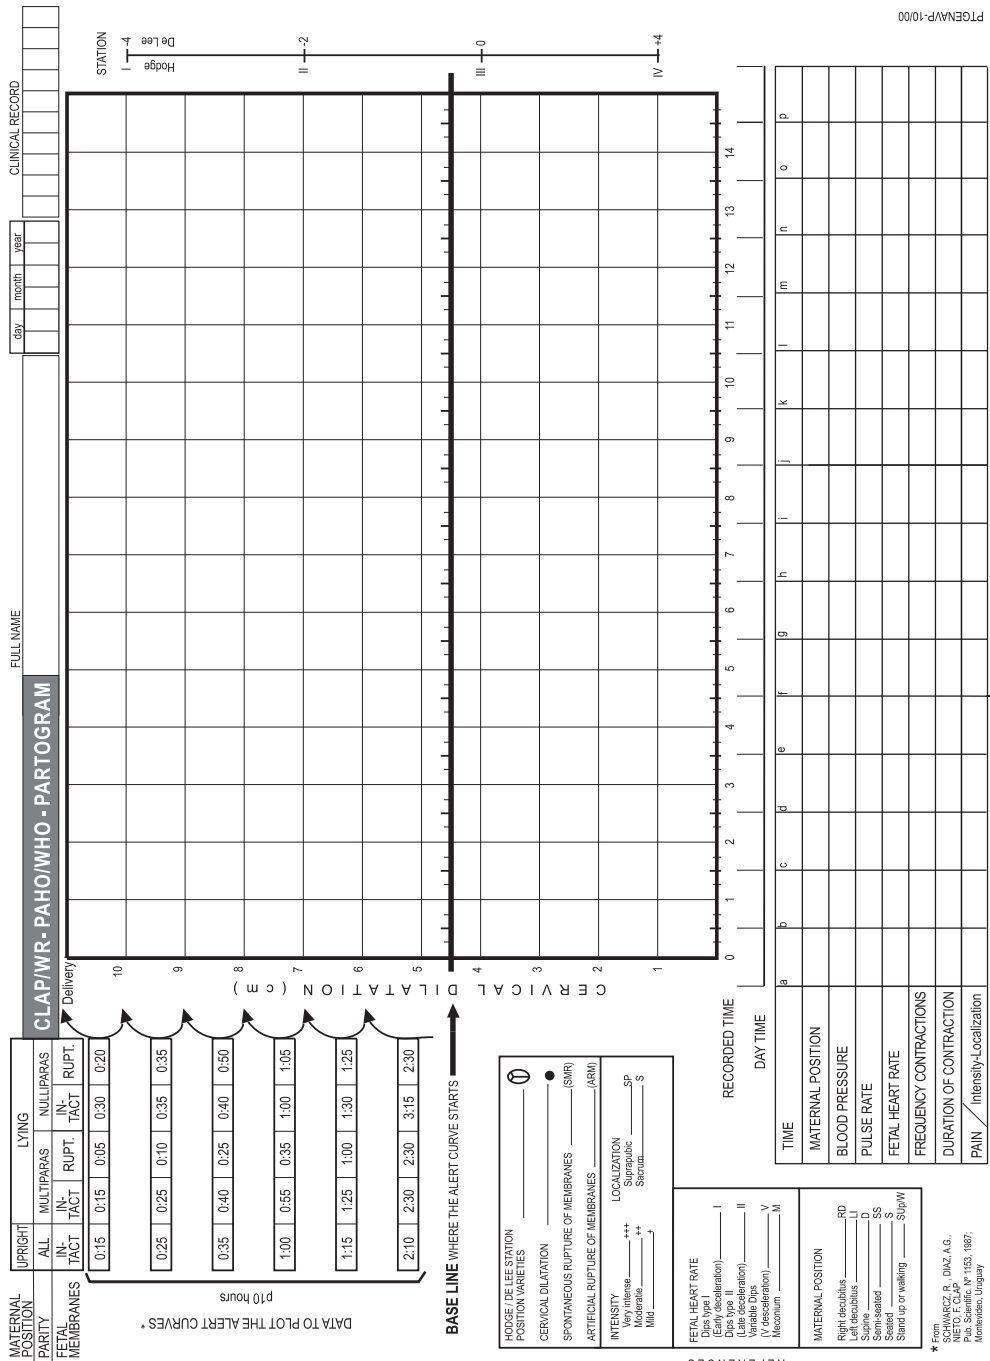 CLAP/WR- PAHO/WHO - PARTOGRAM
FULL NAME
day month year
CLINICAL RECORD
MATERNAL POSITION UPRIGHT LYING
PARITY ALL MULTIPARAS NULLIPARAS
FETAL MEMBRANES IN-TACT IN-TACT RUPT. IN-TACT RUPT.
0:15 0:15 0:05 0:30 0:20
0:25 0:25 0:10 0:35 0:35
0:35 0:40 0:25 0:40 0:50
1:00 0:55 0:35 1:00 1:05
1:15 1:25 1:00 1:30 1:25
2:10 2:30 2:30 3:15 2:30
p10 hours
DATA TO PLOT THE ALERT CURVES*
BASE LINE WHERE THE ALERT CURVE STARTS
Delivery
10
9
8
7
6
5
4
3
2
1
CERVICAL DILATATION (cm)
STATION
Hodge
De Lee
I -4
II -2
III 0
IV +4
HODGE / DE LEE STATION
POSITION VARIETIES
CERVICAL DILATATION
SPONTANEOUS RUPTURE OF MEMBRANES (SMR)
ARTIFICIAL RUPTURE OF MEMBRANES (ARM)
INTENSITY
Very intense +++
Moderatle ++
Mild +
LOCALIZATION
Suprapubic SP
Sacrum S
FETAL HEART RATE
Dips type I
(Early deceleration) I
Dips type II
(Late deceleration) II
Variable Dips
(V desceleration) V
Meconium M
MATERNAL POSITION
Right decubitus RD
Left decubitus LI
Supine D
Semi-seated SS
Seated S
Stand up or walking SUp/W
RECORDED TIME 0 1 2 3 4 5 6 7 8 9 10 11 12 13 14
DAY TIME
TIME a b c d e f g h i j k l m n o p
MATERNAL POSITION
BLOOD PRESSURE
PULSE RATE
FETAL HEART RATE
FREQUENCY CONTRACTIONS
DURATION OF CONTRACTION
PAIN / Intensity-Localization
* From
SCHWARCZ, R., DIAZ, A.G.,
NIETO, F. CLAP
Pub. Scientific. Nº 1153, 1987;
Montevideo, Uruguay
PTGENAVP-10/00